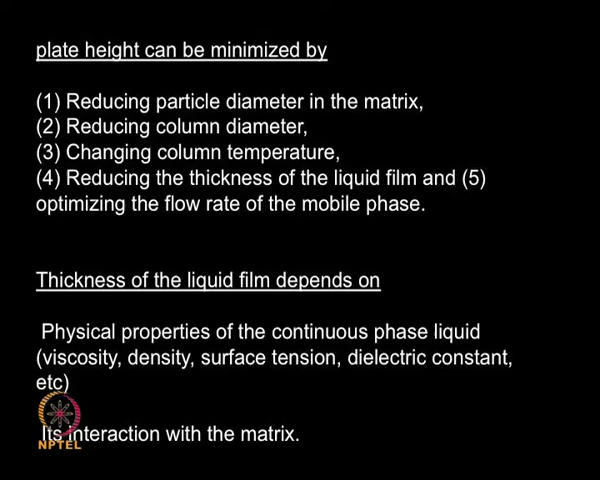 plate height can be minimized by
(1) Reducing particle diameter in the matrix,
(2) Reducing column diameter,
(3) Changing column temperature,
(4) Reducing the thickness of the liquid film and (5)
optimizing the flow rate of the mobile phase.
Thickness of the liquid film depends on
Physical properties of the continuous phase liquid
(viscosity, density, surface tension, dielectric constant,
etc)
Its interaction with the matrix.
NPTEL